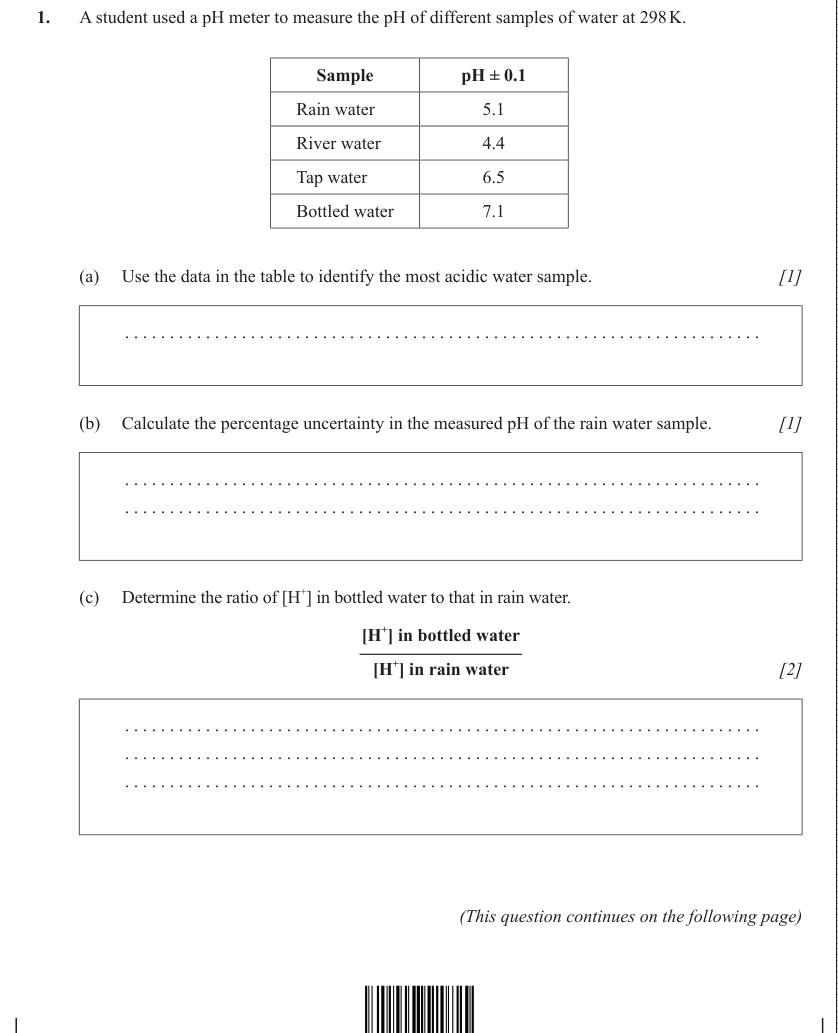 1. A student used a pH meter to measure the pH of different samples of water at 298 K.
Sample pH ± 0.1
Rain water 5.1
River water 4.4
Tap water 6.5
Bottled water 7.1
(a) Use the data in the table to identify the most acidic water sample. [1]
(b) Calculate the percentage uncertainty in the measured pH of the rain water sample. [1]
(c) Determine the ratio of [H⁺] in bottled water to that in rain water.
[H⁺] in bottled water
[H⁺] in rain water [2]
(This question continues on the following page)